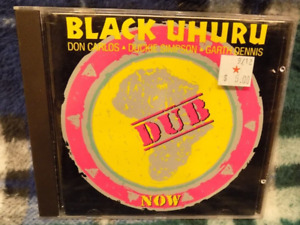 BLACK UHURU
DON CARLOS • DUCKIE SIMPSON • GARTH DENNIS
DUB
NOW